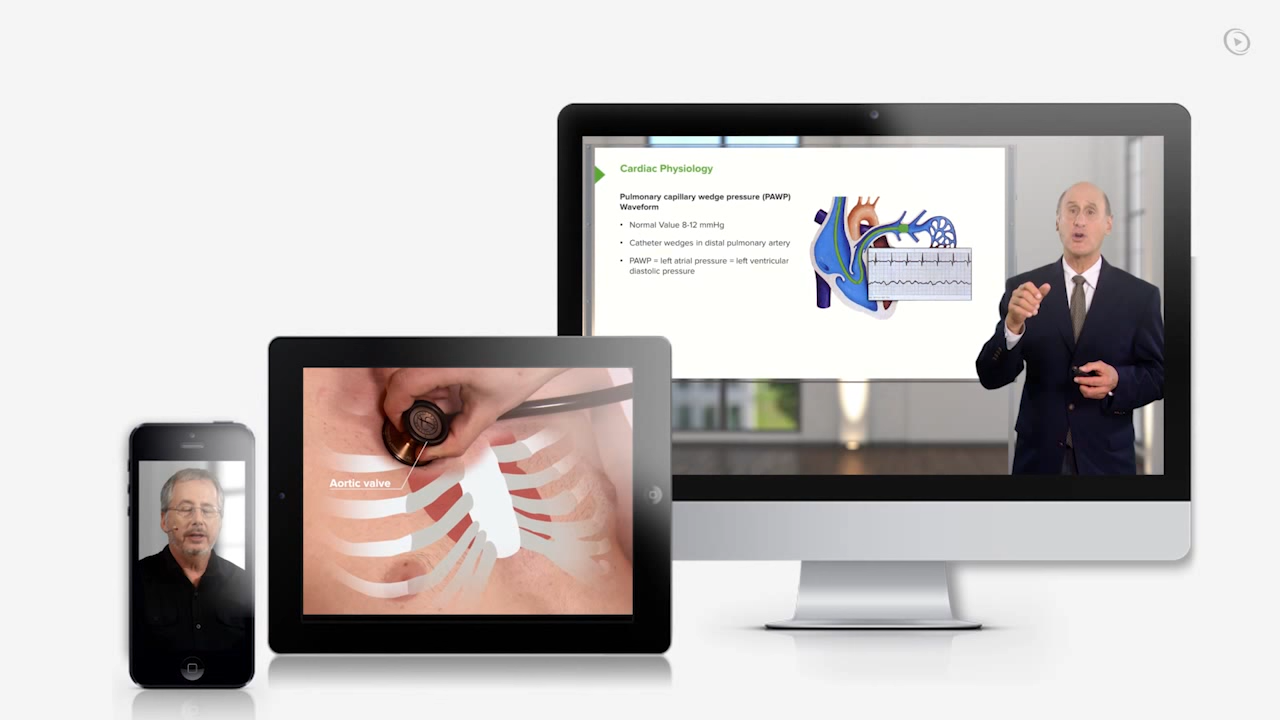 Cardiac Physiology
Pulmonary capillary wedge pressure (PAWP)
Waveform
• Normal Value 8-12 mmHg
• Catheter wedges in distal pulmonary artery
• PAWP = left atrial pressure = left ventricular
diastolic pressure
Aortic valve